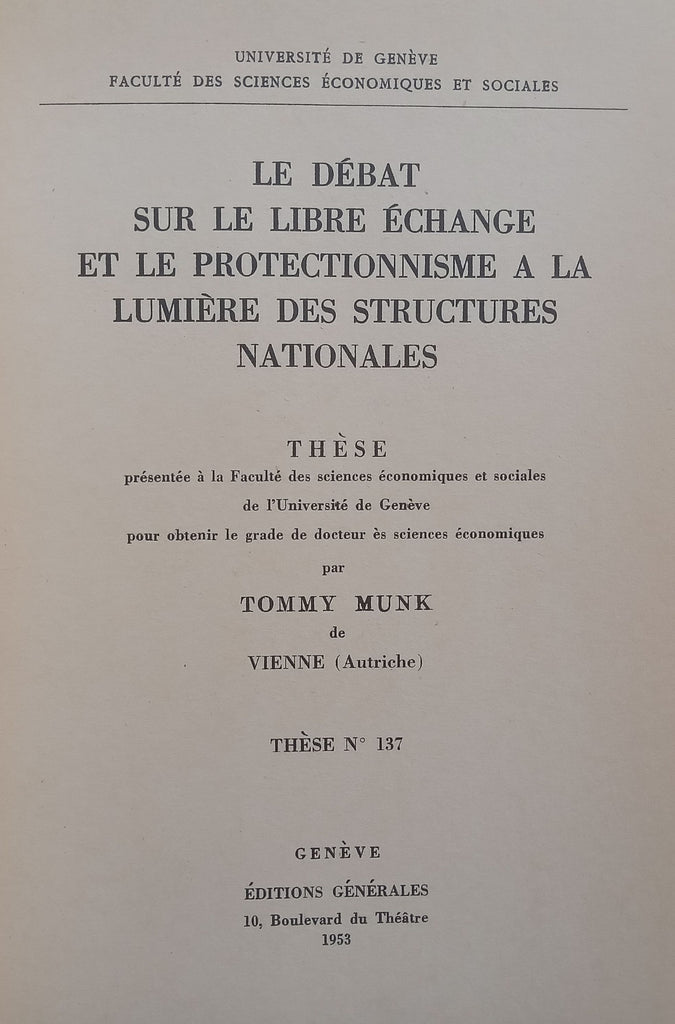 UNIVERSITÉ DE GENÈVE
FACULTÉ DES SCIENCES ÉCONOMIQUES ET SOCIALES
LE DÉBAT
SUR LE LIBRE ÉCHANGE
ET LE PROTECTIONNISME A LA
LUMIÈRE DES STRUCTURES
NATIONALES
THÈSE
présentée à la Faculté des sciences économiques et sociales
de l'Université de Genève
pour obtenir le grade de docteur ès sciences économiques
par
TOMMY MUNK
de
VIENNE (Autriche)
THÈSE N° 137
GENÈVE
ÉDITIONS GÉNÉRALES
10, Boulevard du Théâtre
1953